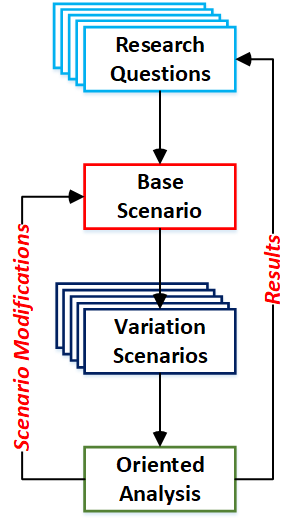 Research
Questions
Base
Scenario
Variation
Scenarios
Oriented
Analysis
Scenario Modifications
Results